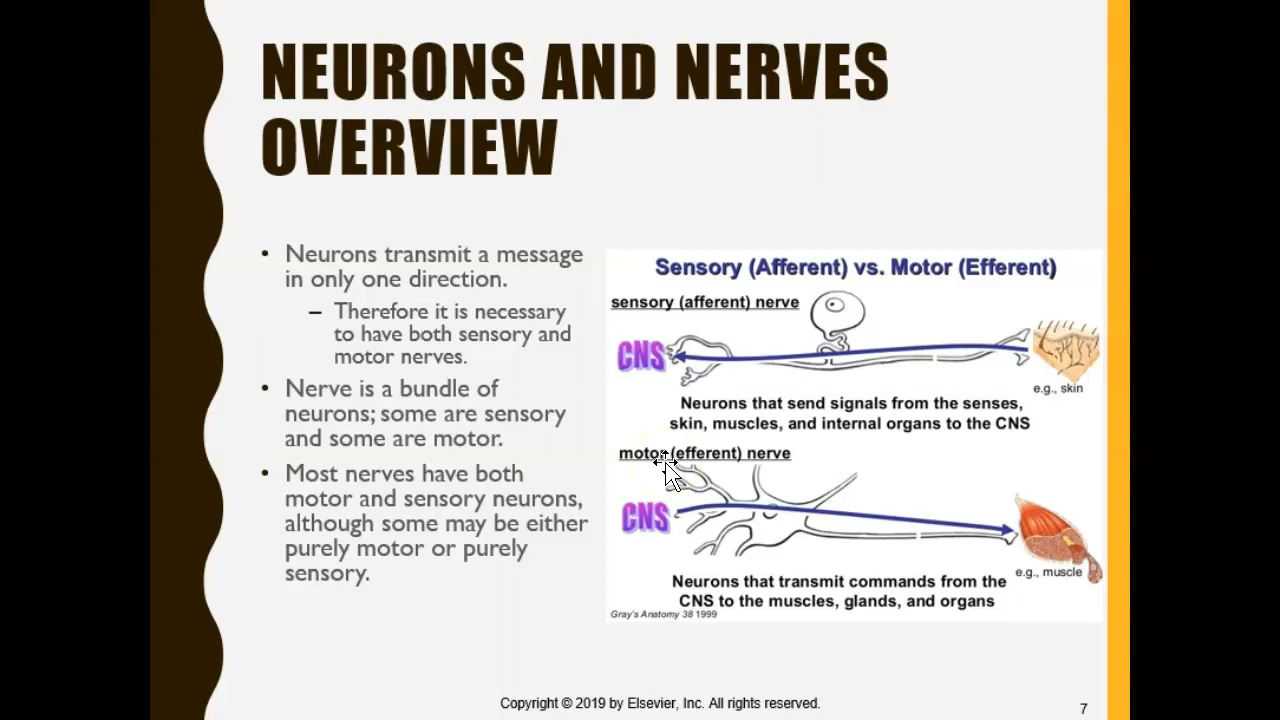 NEURONS AND NERVES
OVERVIEW
• Neurons transmit a message
in only one direction.
– Therefore it is necessary
to have both sensory and
motor nerves.
• Nerve is a bundle of
neurons; some are sensory
and some are motor.
• Most nerves have both
motor and sensory neurons,
although some may be either
purely motor or purely
sensory.
Sensory (Afferent) vs. Motor (Efferent)
sensory (afferent) nerve
CNS
e.g., skin
Neurons that send signals from the senses,
skin, muscles, and internal organs to the CNS
motor (efferent) nerve
CNS
e.g., muscle
Neurons that transmit commands from the
CNS to the muscles, glands, and organs
Gray's Anatomy 38 1999
Copyright © 2019 by Elsevier, Inc. All rights reserved.
7